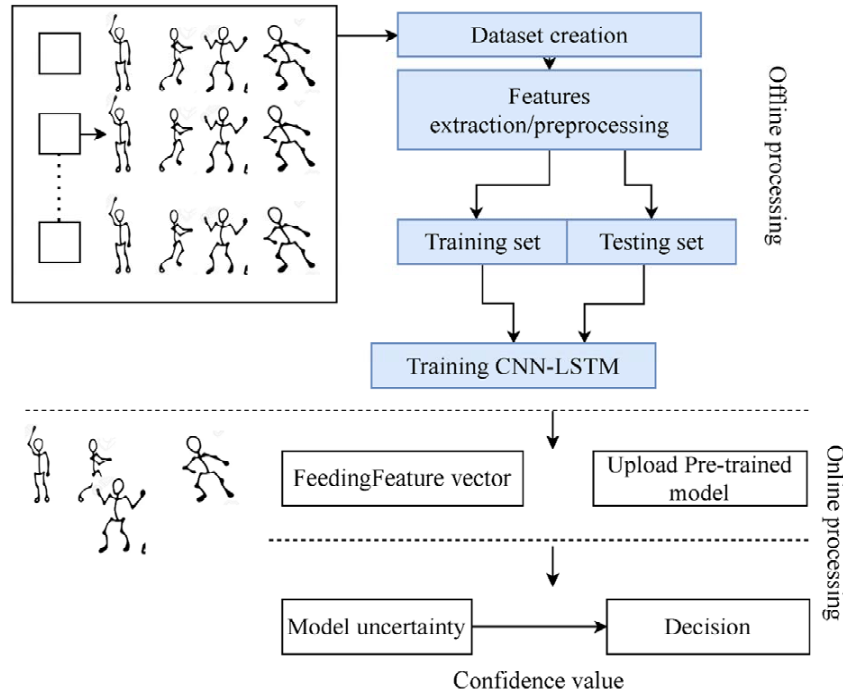 Dataset creation
Features
extraction/preprocessing
Offline processing
Training set
Testing set
Training CNN-LSTM
FeedingFeature vector
Upload Pre-trained
model
Online processing
Model uncertainty
Decision
Confidence value